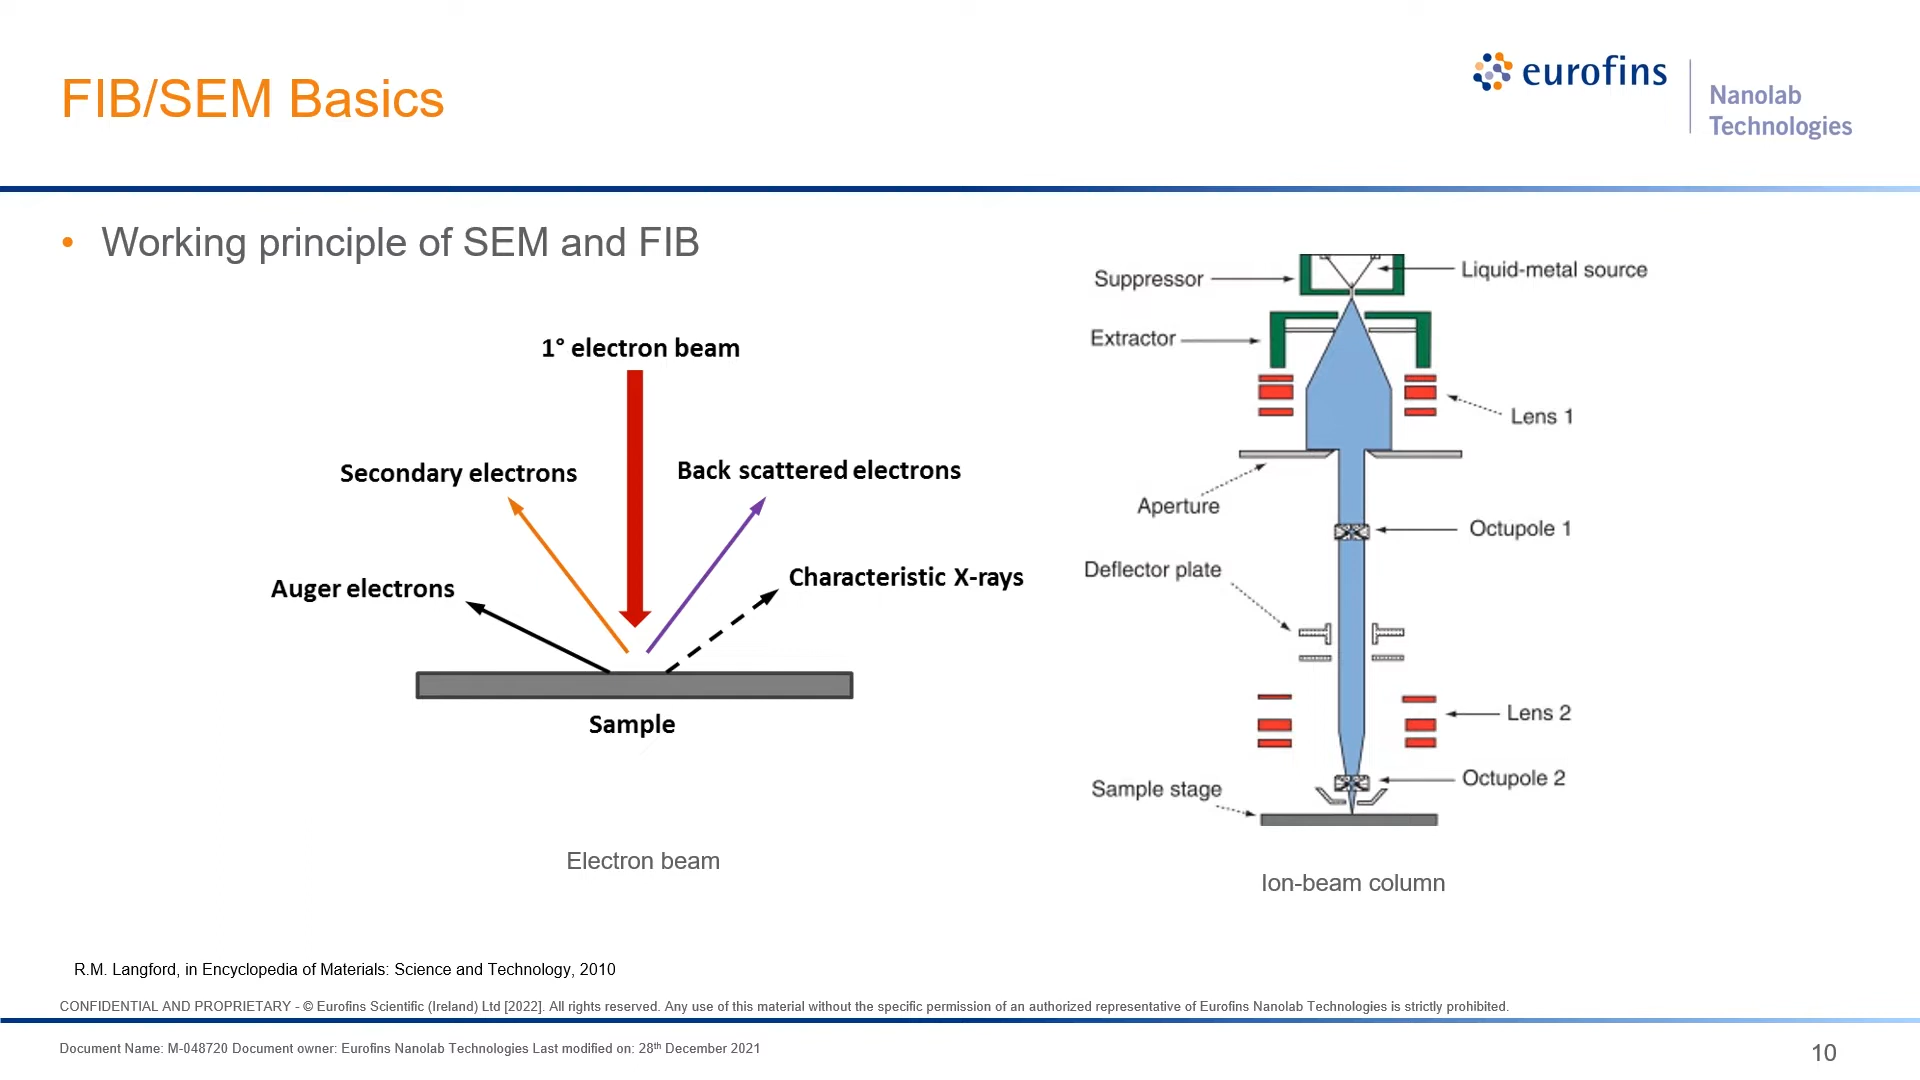 FIB/SEM Basics
eurofins
Nanolab
Technologies
• Working principle of SEM and FIB
1° electron beam
Secondary electrons
Back scattered electrons
Auger electrons
Characteristic X-rays
Sample
Electron beam
Suppressor
Liquid-metal source
Extractor
Lens 1
Aperture
Octupole 1
Deflector plate
Lens 2
Octupole 2
Sample stage
Ion-beam column
R.M. Langford, in Encyclopedia of Materials: Science and Technology, 2010
CONFIDENTIAL AND PROPRIETARY - © Eurofins Scientific (Ireland) Ltd [2022]. All rights reserved. Any use of this material without the specific permission of an authorized representative of Eurofins Nanolab Technologies is strictly prohibited.
Document Name: M-048720 Document owner: Eurofins Nanolab Technologies Last modified on: 28th December 2021
10